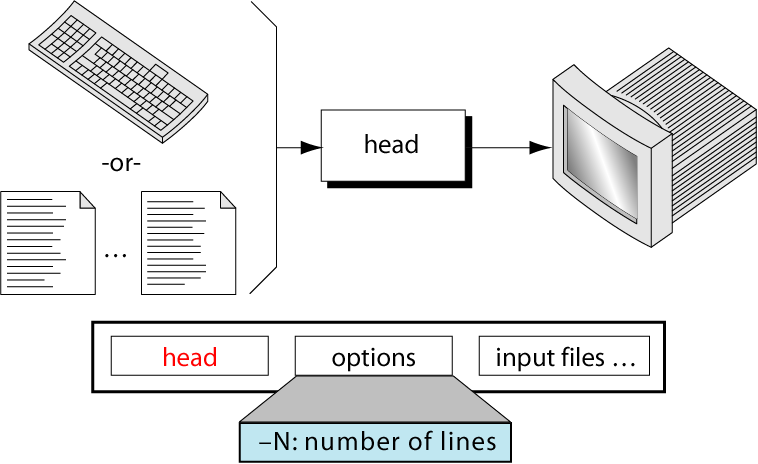 -or-
head
...
head
options
input files ...
–N: number of lines